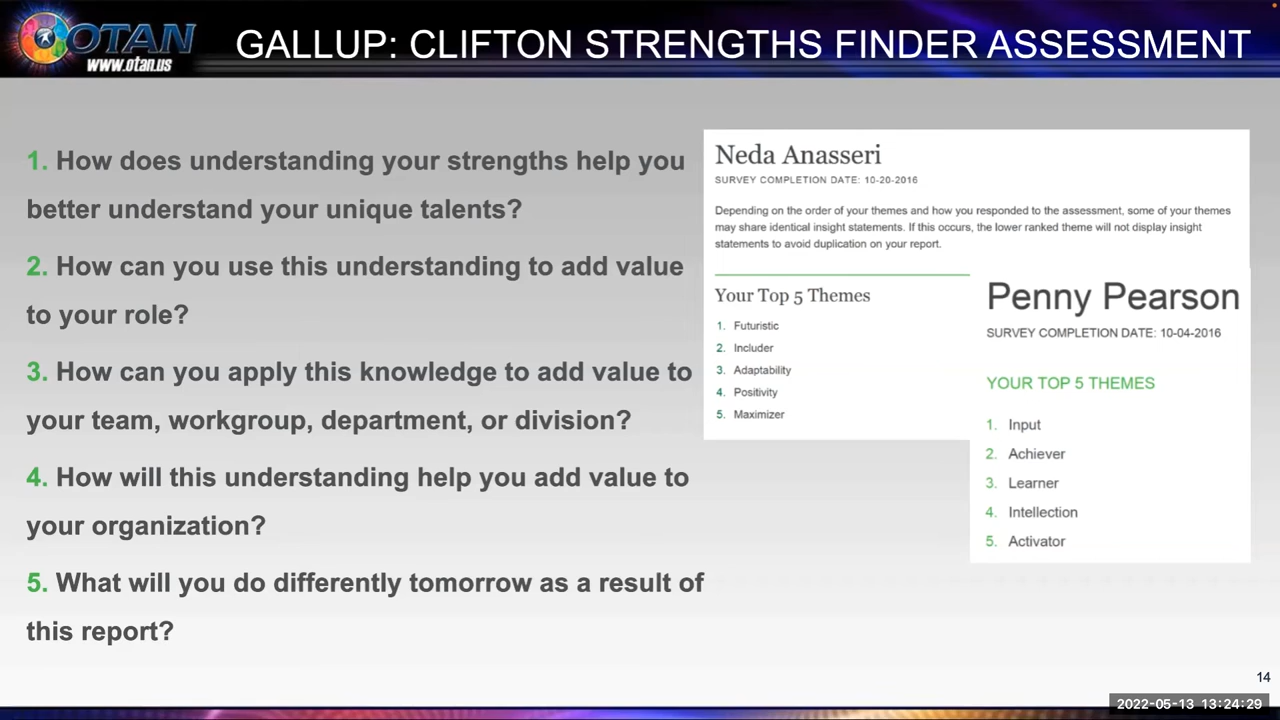 OTAN
www.otan.us
GALLUP: CLIFTON STRENGTHS FINDER ASSESSMENT
1. How does understanding your strengths help you
better understand your unique talents?
2. How can you use this understanding to add value
to your role?
3. How can you apply this knowledge to add value to
your team, workgroup, department, or division?
4. How will this understanding help you add value to
your organization?
5. What will you do differently tomorrow as a result of
this report?
Neda Anasseri
SURVEY COMPLETION DATE: 10-20-2016
Depending on the order of your themes and how you responded to the assessment, some of your themes
may share identical insight statements. If this occurs, the lower ranked theme will not display insight
statements to avoid duplication on your report.
Your Top 5 Themes
1. Futuristic
2. Includer
3. Adaptability
4. Positivity
5. Maximizer
Penny Pearson
SURVEY COMPLETION DATE: 10-04-2016
YOUR TOP 5 THEMES
1. Input
2. Achiever
3. Learner
4. Intellection
5. Activator
14
2022-05-13 13:24:29